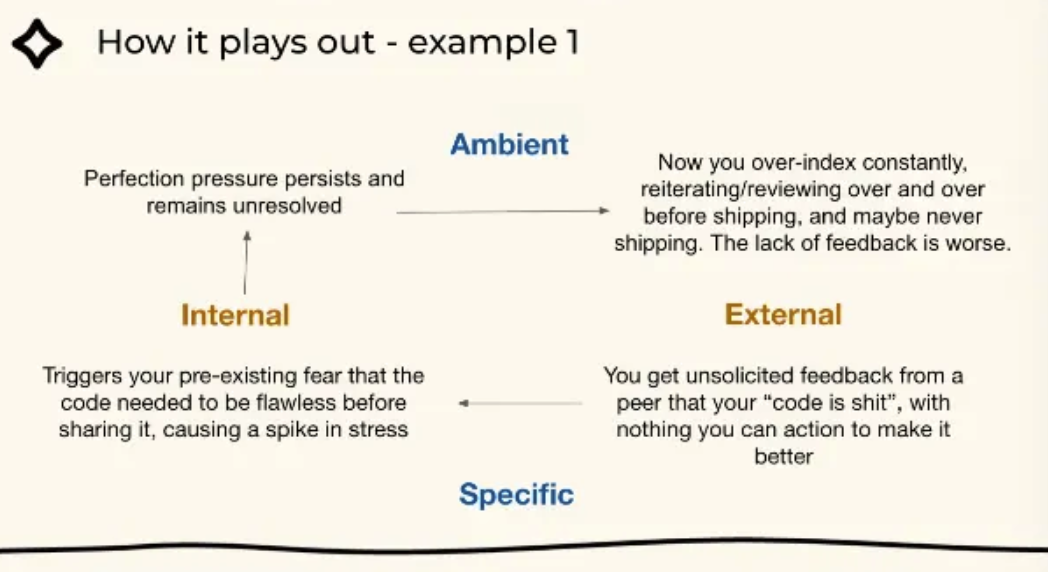 How it plays out - example 1
Ambient
Perfection pressure persists and
remains unresolved
Now you over-index constantly,
reiterating/reviewing over and over
before shipping, and maybe never
shipping. The lack of feedback is worse.
Internal
External
Triggers your pre-existing fear that the
code needed to be flawless before
sharing it, causing a spike in stress
You get unsolicited feedback from a
peer that your “code is shit”, with
nothing you can action to make it
better
Specific